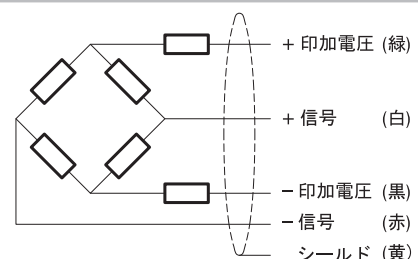 + 印加電圧 (緑)
+ 信号 (白)
− 印加電圧 (黒)
− 信号 (赤)
シールド (黄)